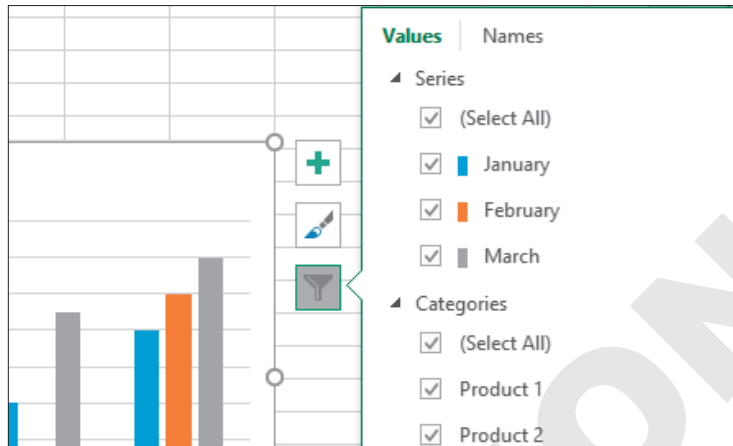 Values Names
Series
(Select All)
January
February
March
Categories
(Select All)
Product 1
Product 2